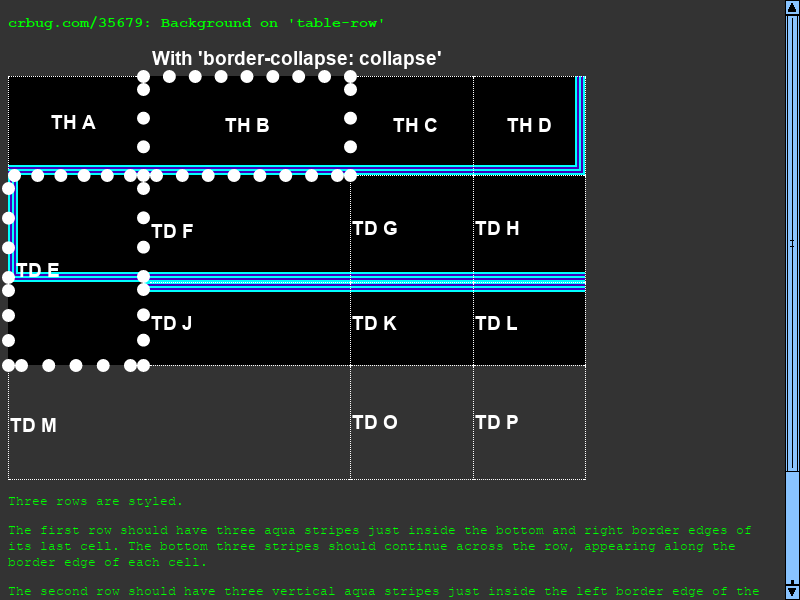 crbug.com/35679: Background on 'table-row'
With 'border-collapse: collapse'
TH A TH B TH C TH D
TD E TD F TD G TD H
TD J TD K TD L
TD M TD O TD P
Three rows are styled.
The first row should have three aqua stripes just inside the bottom and right border edges of
its last cell. The bottom three stripes should continue across the row, appearing along the
border edge of each cell.
The second row should have three vertical aqua stripes just inside the left border edge of the